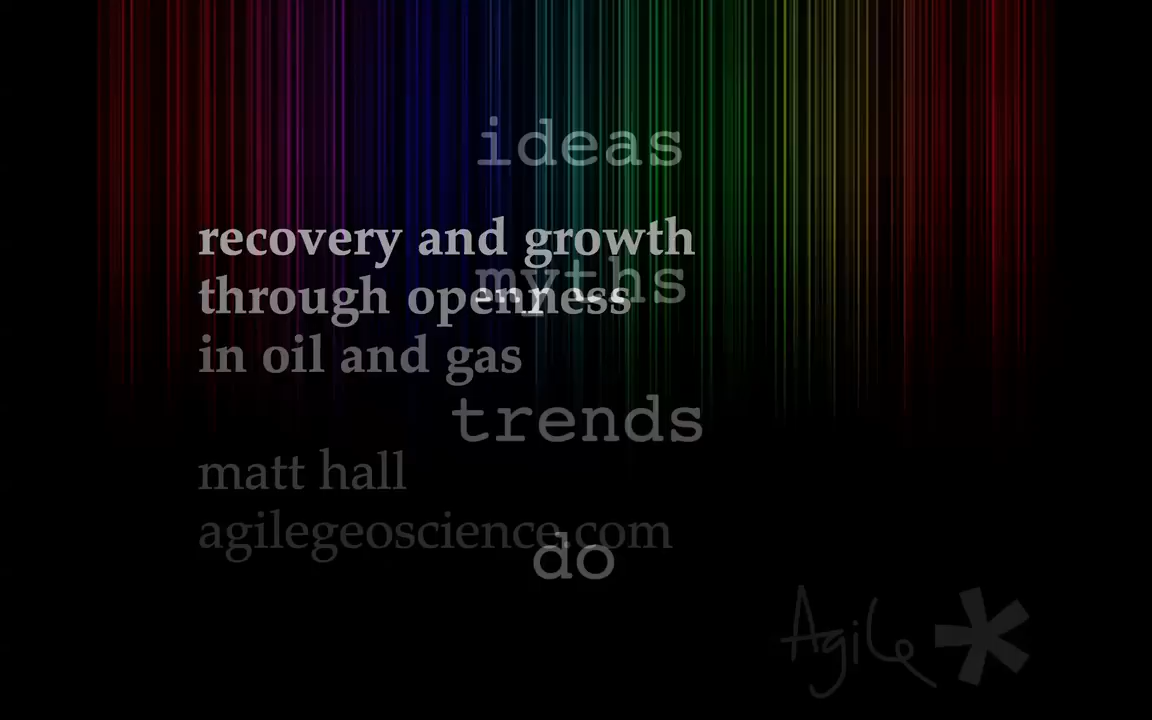 ideas
recovery and growth
myths
through openness
in oil and gas
trends
matt hall
agilegeoscience.com
do
Agile*